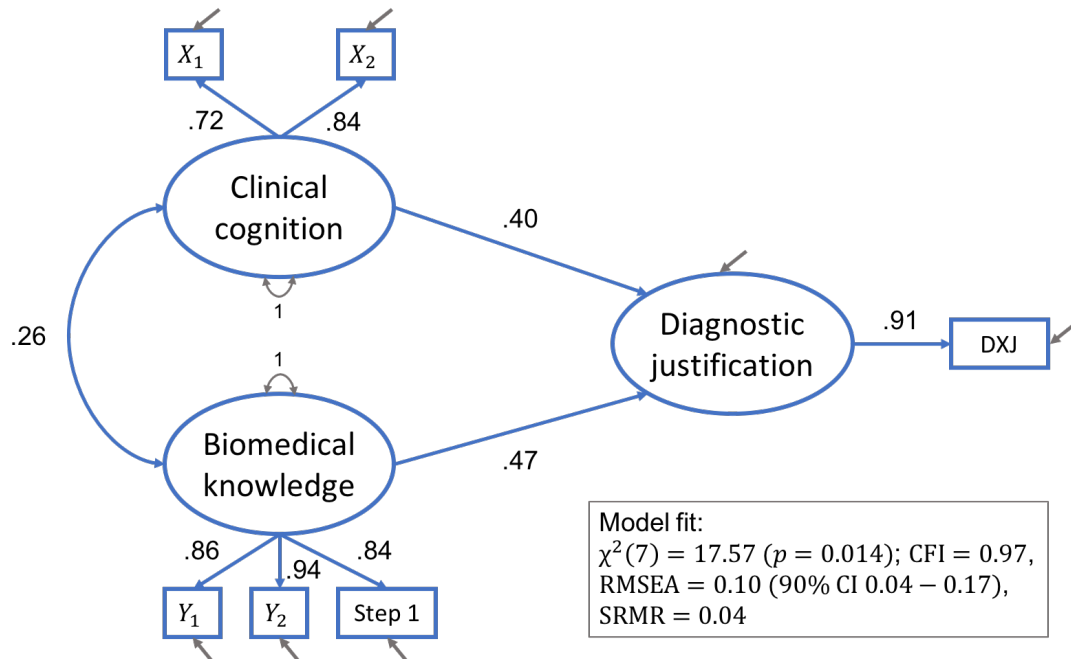 X₁
X₂
.72
.84
Clinical
cognition
.40
1
.26
Diagnostic
justification
.91
DXJ
1
Biomedical
knowledge
.47
.86
.94
.84
Y₁
Y₂
Step 1
Model fit:
χ²(7) = 17.57 (p = 0.014); CFI = 0.97,
RMSEA = 0.10 (90% CI 0.04 – 0.17),
SRMR = 0.04